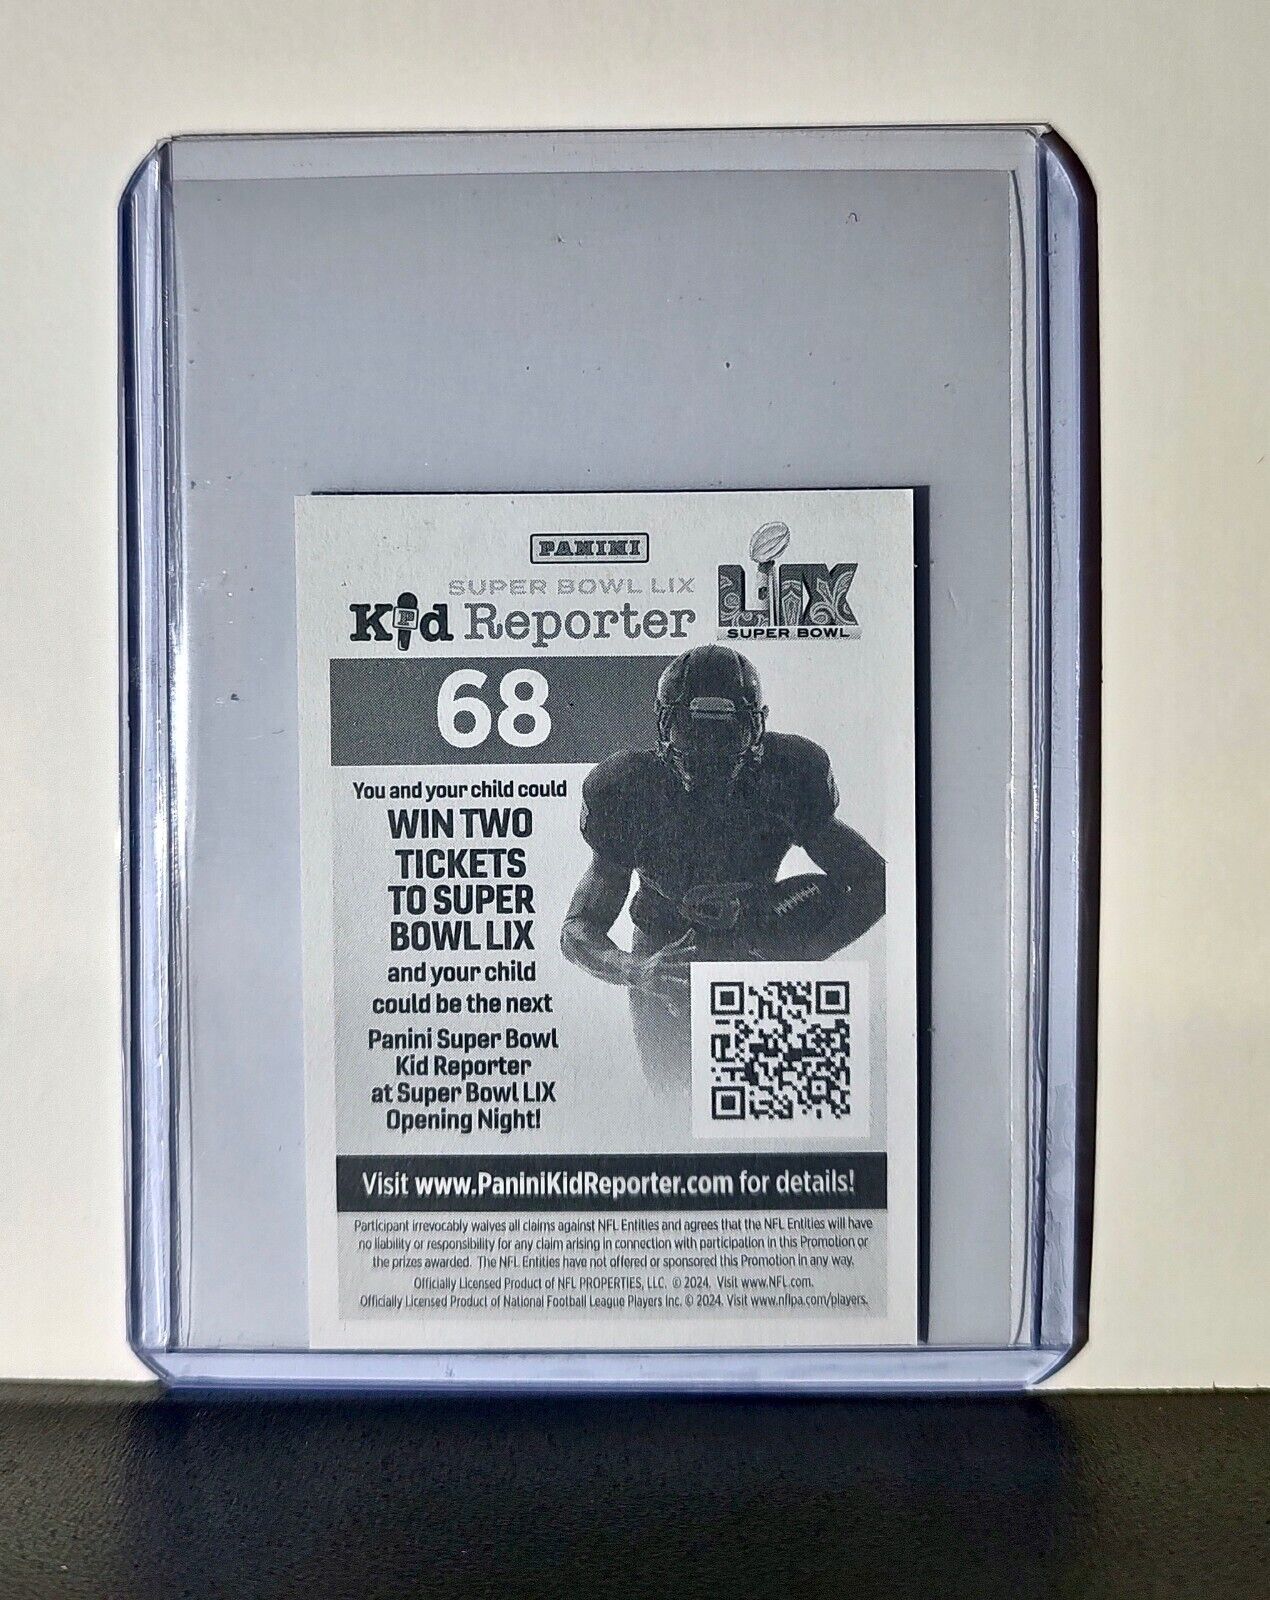 PANINI
SUPER BOWL LIX
Kid Reporter
P
LIX
SUPER BOWL
68
You and your child could
WIN TWO
TICKETS
TO SUPER
BOWL LIX
and your child
could be the next
Panini Super Bowl
Kid Reporter
at Super Bowl LIX
Opening Night!
Visit www.PaniniKidReporter.com for details!
Participant irrevocably waives all claims against NFL Entities and agrees that the NFL Entities will have
no liability or responsibility for any claim arising in connection with participation in this Promotion or
the prizes awarded. The NFL Entities have not offered or sponsored this Promotion in any way.
Officially Licensed Product of NFL PROPERTIES, LLC. © 2024. Visit www.NFL.com.
Officially Licensed Product of National Football League Players Inc. © 2024. Visit www.nflpa.com/players.